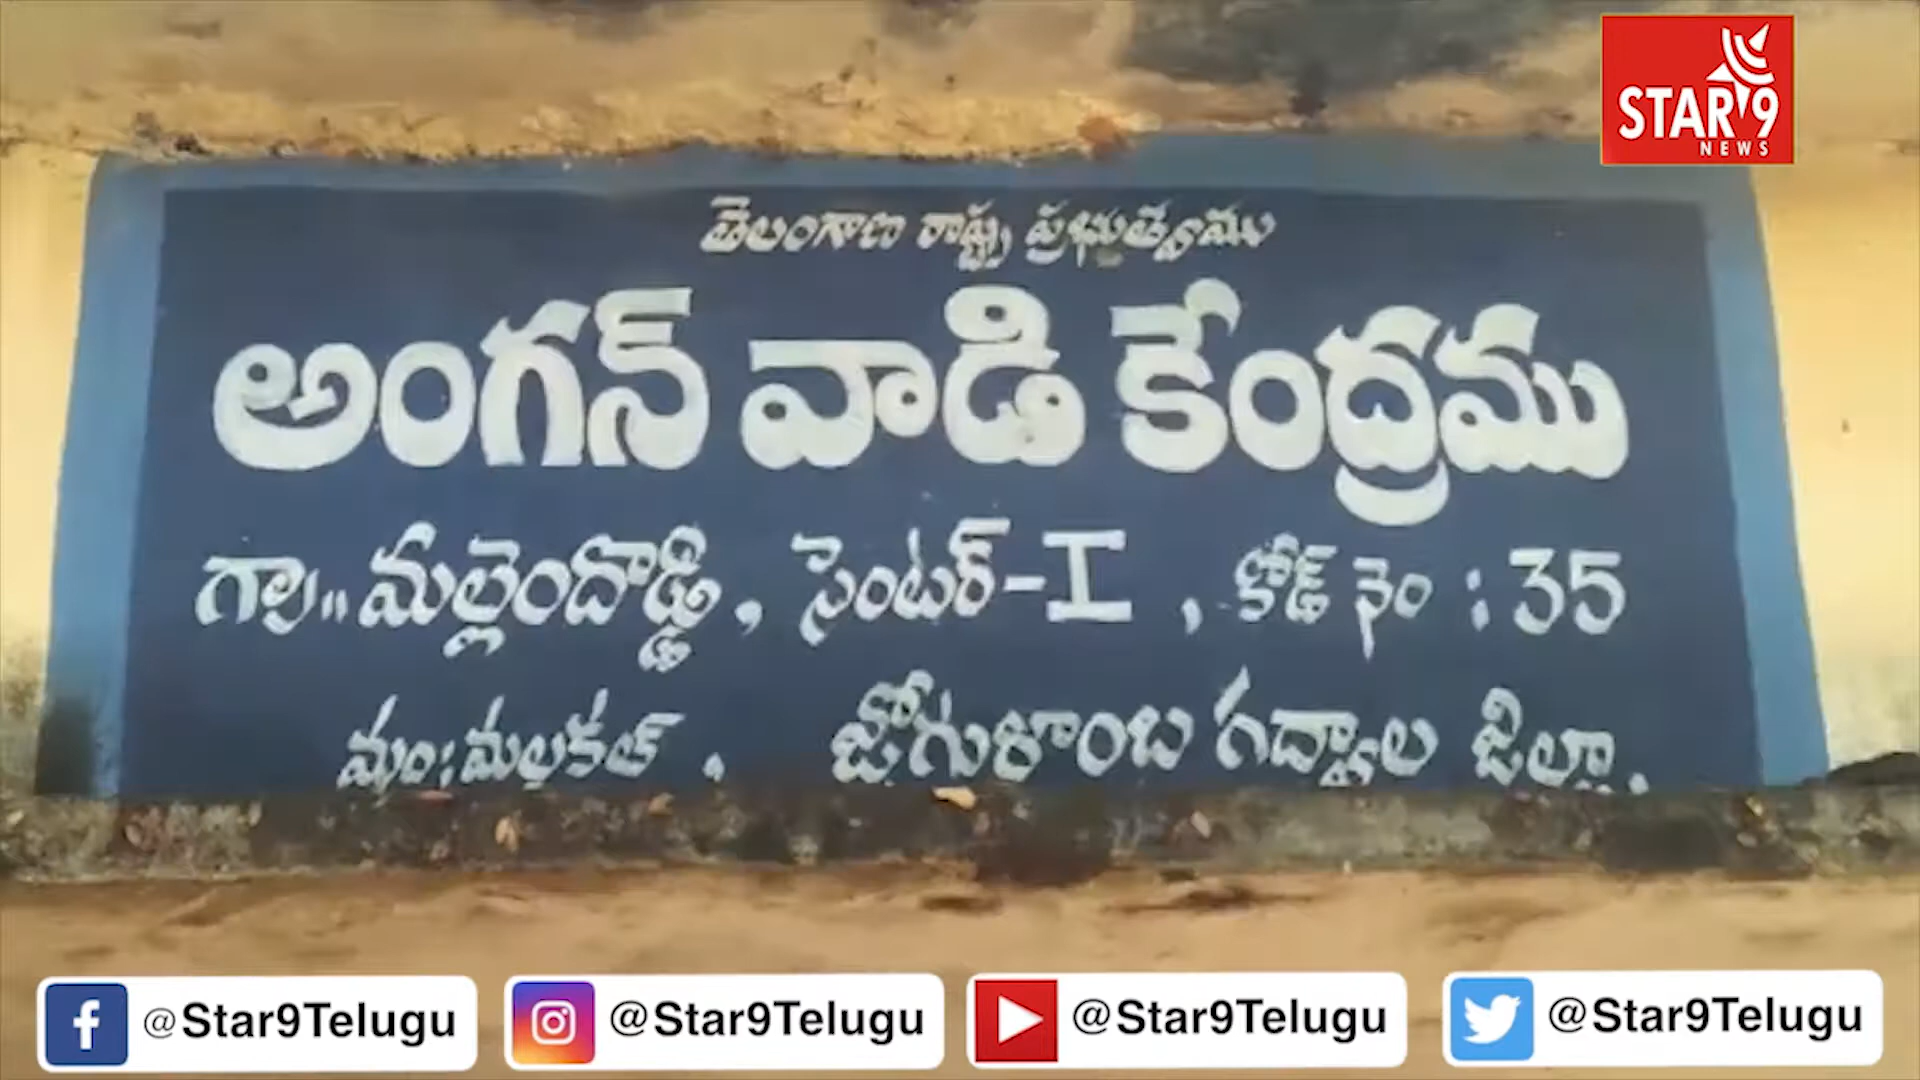 STAR 9
NEWS
తెలంగాణ రాష్ట్ర ప్రభుత్వము
అంగన్ వాడి కేంద్రము
గ్రా,, మల్లెందొడ్డి, సెంటర్-I, కోడ్ నెం : 35
మం: మల్దకల్. జోగుళాంబ గద్వాల జిల్లా.
@Star9Telugu @Star9Telugu @Star9Telugu @Star9Telugu